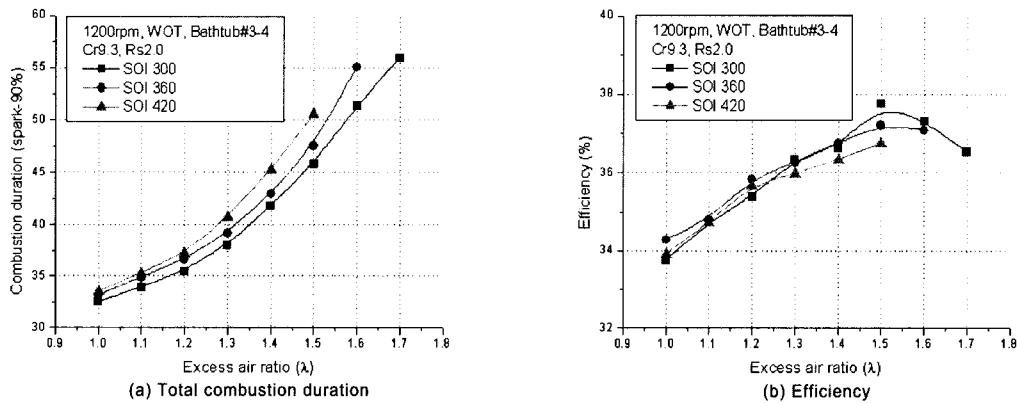 1200rpm, WOT, Bathtub#3-4
Cr9.3, Rs2.0
SOI 300
SOI 360
SOI 420
Combustion duration (spark-90%)
60
55
50
45
40
35
30
0.9 1.0 1.1 1.2 1.3 1.4 1.5 1.6 1.7 1.8
Excess air ratio (λ)
(a) Total combustion duration
1200rpm, WOT, Bathtub#3-4
Cr9.3, Rs2.0
SOI 300
SOI 360
SOI 420
Efficiency (%)
40
38
36
34
32
0.9 1.0 1.1 1.2 1.3 1.4 1.5 1.6 1.7 1.8
Excess air ratio (λ)
(b) Efficiency